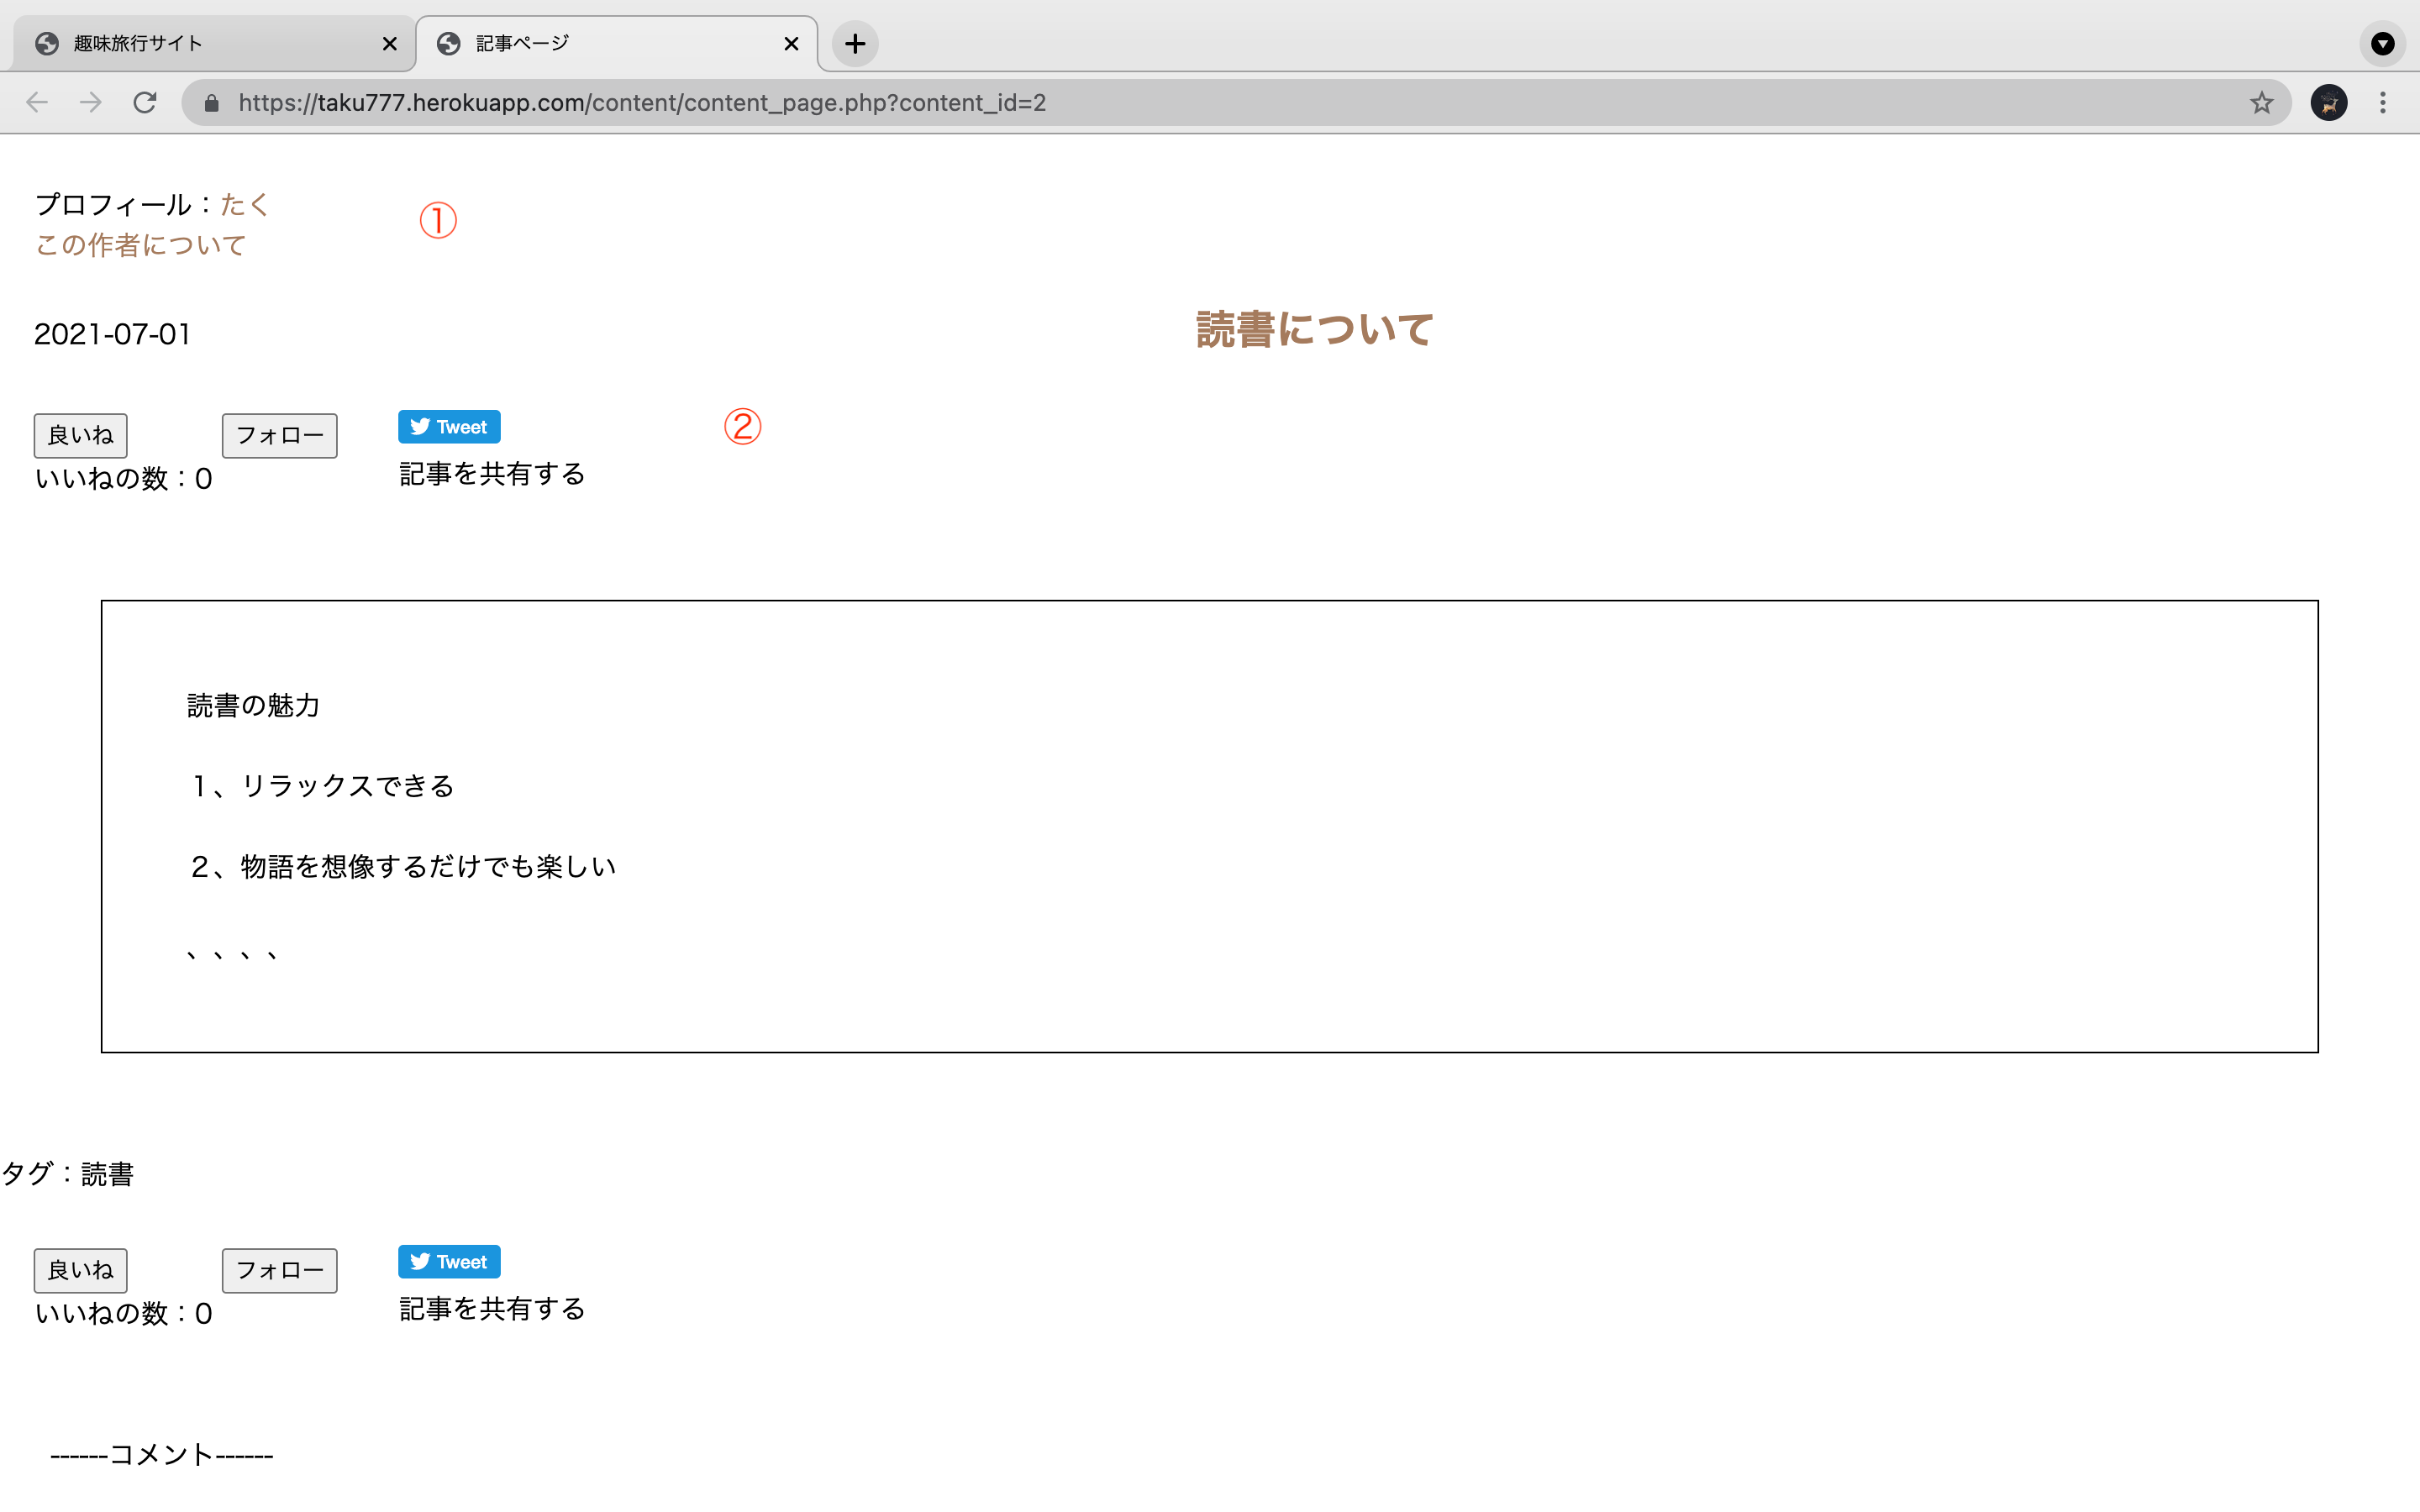 趣味旅行サイト
記事ページ
https://taku777.herokuapp.com/content/content_page.php?content_id=2
プロフィール：たく
①
この作者について
2021-07-01
読書について
良いね
フォロー
Tweet
②
いいねの数：0
記事を共有する
読書の魅力
１、リラックスできる
２、物語を想像するだけでも楽しい
、、、、
タグ：読書
良いね
フォロー
Tweet
いいねの数：0
記事を共有する
------コメント------